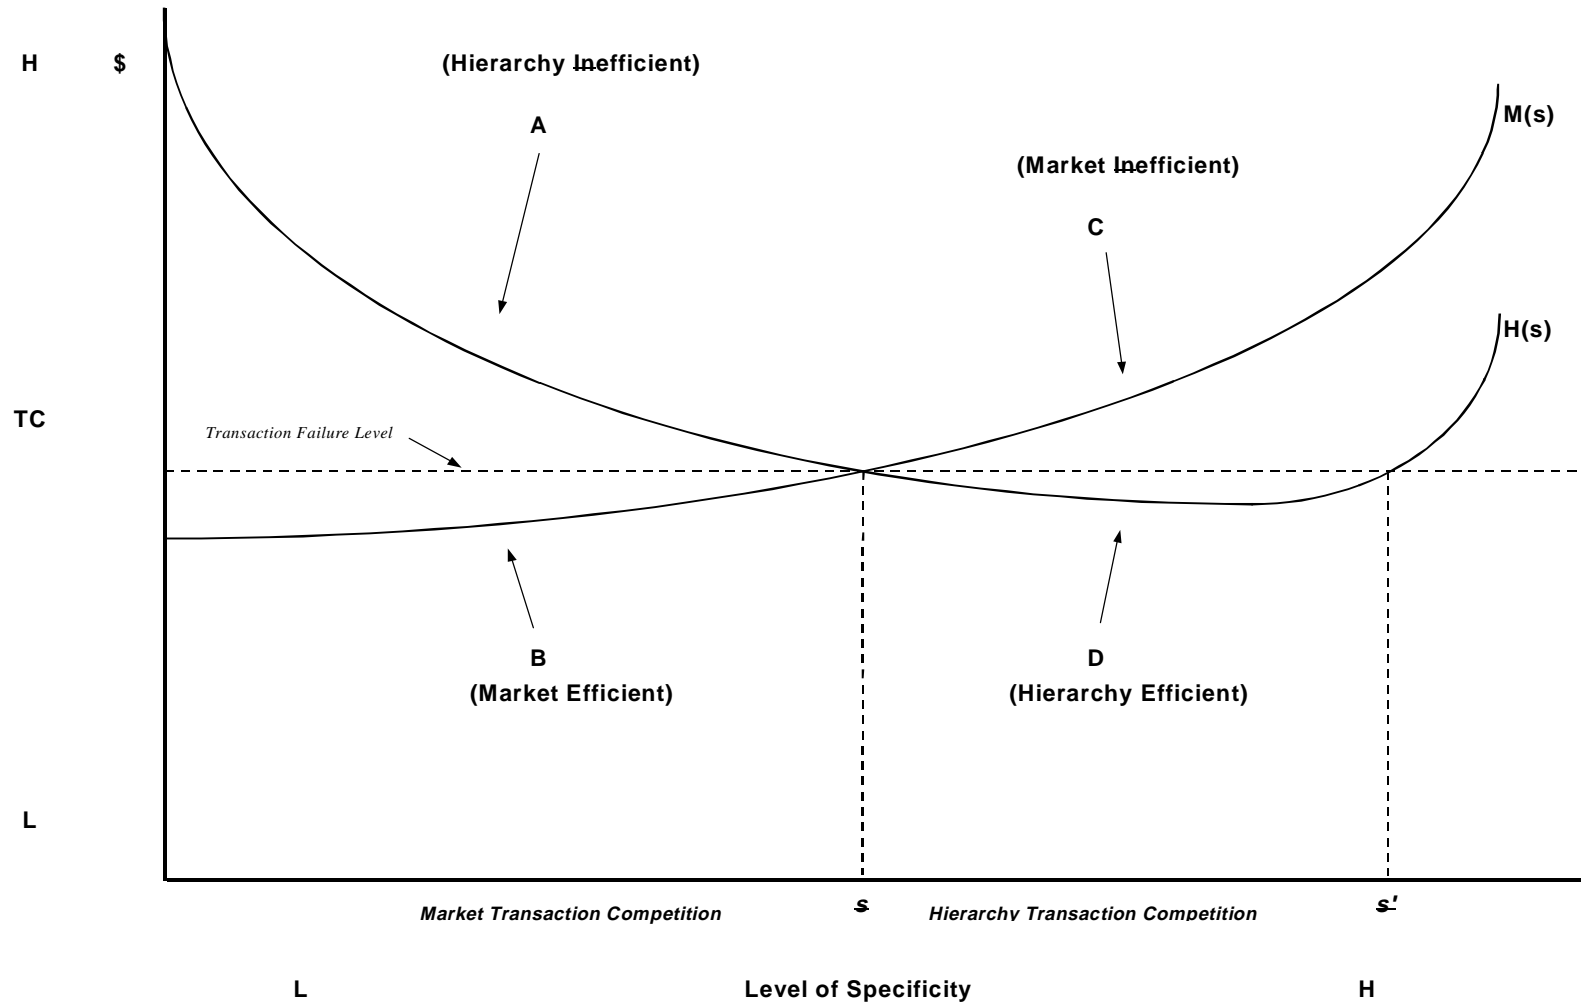 H $ (Hierarchy Inefficient)
A
M(s)
(Market Inefficient)
C
H(s)
TC
Transaction Failure Level
B
(Market Efficient)
D
(Hierarchy Efficient)
L
Market Transaction Competition s Hierarchy Transaction Competition s'
L Level of Specificity H